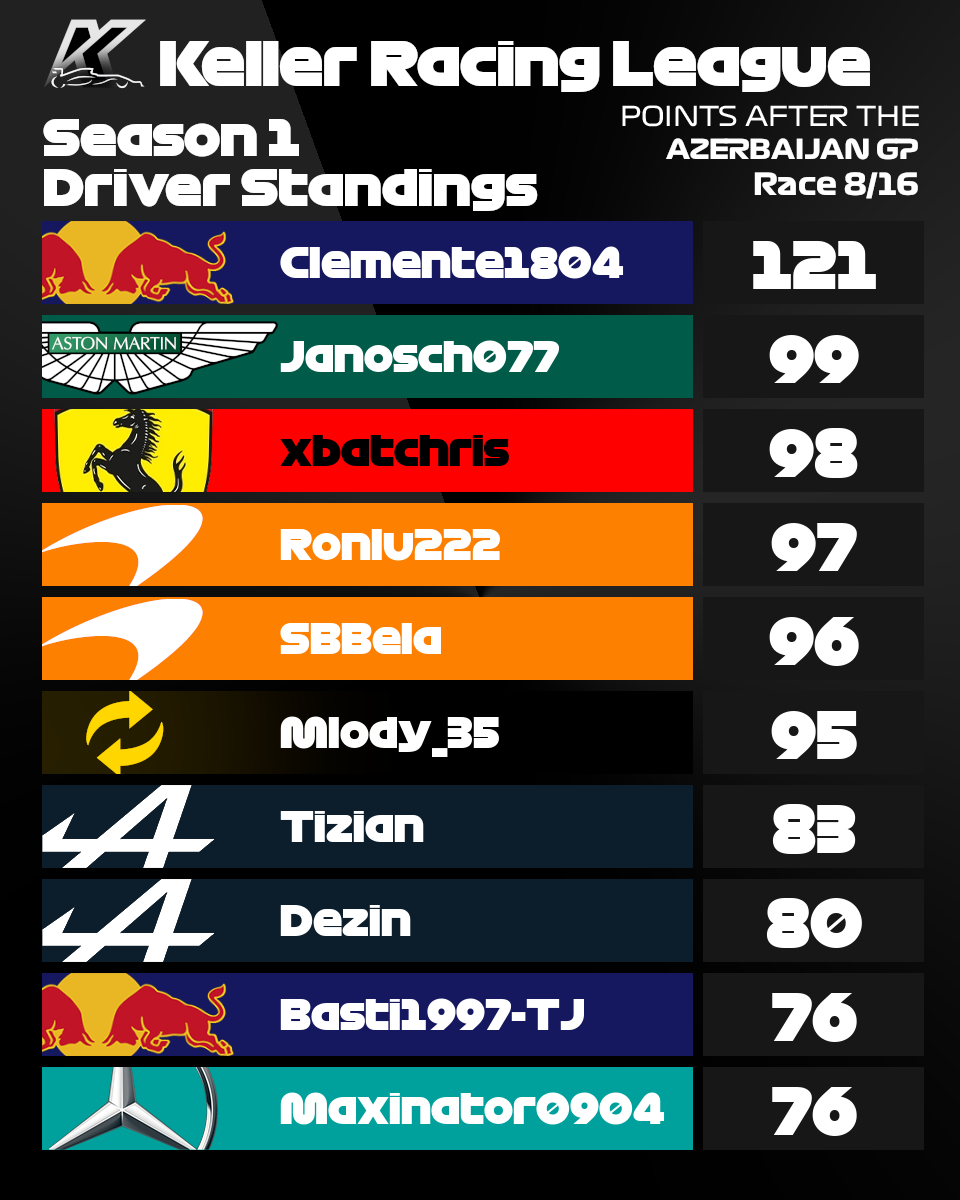 Keller Racing League
POINTS AFTER THE
AZERBAIJAN GP
Race 8/16
Season 1
Driver Standings
Clemente1804 121
ASTON MARTIN Janosch077 99
xbatchris 98
Ronlu222 97
SBBela 96
Mlody_35 95
Tizian 83
Dezin 80
Basti1997-TJ 76
Maxinator0904 76